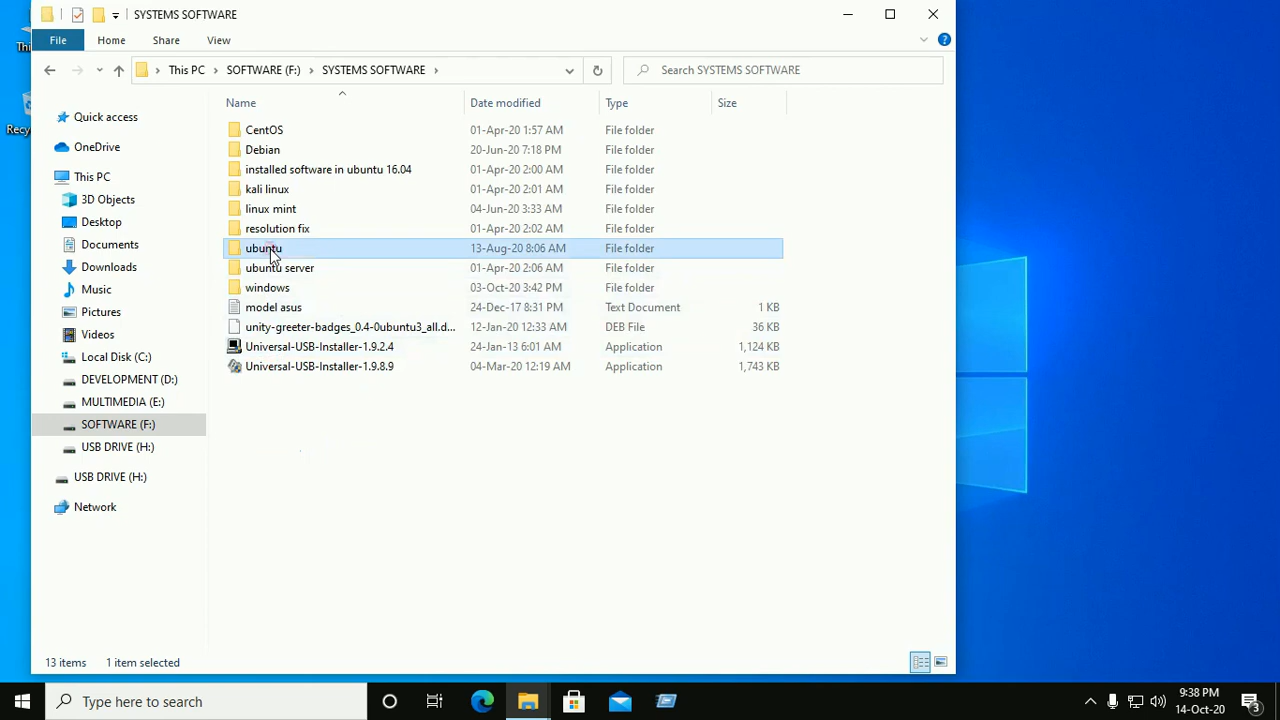 SYSTEMS SOFTWARE
File Home Share View
This PC SOFTWARE (F:) SYSTEMS SOFTWARE
Search SYSTEMS SOFTWARE
Name Date modified Type Size
Quick access
OneDrive
This PC
3D Objects
Desktop
Documents
Downloads
Music
Pictures
Videos
Local Disk (C:)
DEVELOPMENT (D:)
MULTIMEDIA (E:)
SOFTWARE (F:)
USB DRIVE (H:)
USB DRIVE (H:)
Network
CentOS 01-Apr-20 1:57 AM File folder
Debian 20-Jun-20 7:18 PM File folder
installed software in ubuntu 16.04 01-Apr-20 2:00 AM File folder
kali linux 01-Apr-20 2:01 AM File folder
linux mint 04-Jun-20 3:33 AM File folder
resolution fix 01-Apr-20 2:02 AM File folder
ubuntu 13-Aug-20 8:06 AM File folder
ubuntu server 01-Apr-20 2:06 AM File folder
windows 03-Oct-20 3:42 PM File folder
model asus 24-Dec-17 8:31 PM Text Document 1 KB
unity-greeter-badges_0.4-0ubuntu3_all.d... 12-Jan-20 12:33 AM DEB File 36 KB
Universal-USB-Installer-1.9.2.4 24-Jan-13 6:01 AM Application 1,124 KB
Universal-USB-Installer-1.9.8.9 04-Mar-20 12:19 AM Application 1,743 KB
13 items 1 item selected
Type here to search
9:38 PM
14-Oct-20
3